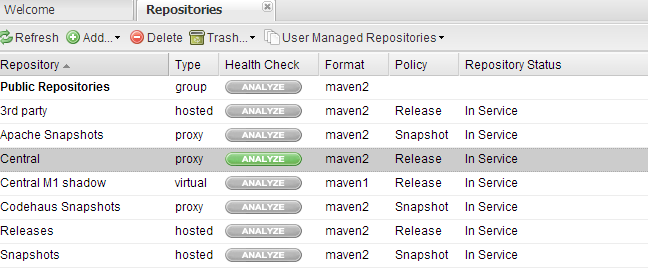 Welcome Repositories
Refresh Add... Delete Trash... User Managed Repositories
Repository Type Health Check Format Policy Repository Status
Public Repositories group ANALYZE maven2
3rd party hosted ANALYZE maven2 Release In Service
Apache Snapshots proxy ANALYZE maven2 Snapshot In Service
Central proxy ANALYZE maven2 Release In Service
Central M1 shadow virtual ANALYZE maven1 Release In Service
Codehaus Snapshots proxy ANALYZE maven2 Snapshot In Service
Releases hosted ANALYZE maven2 Release In Service
Snapshots hosted ANALYZE maven2 Snapshot In Service